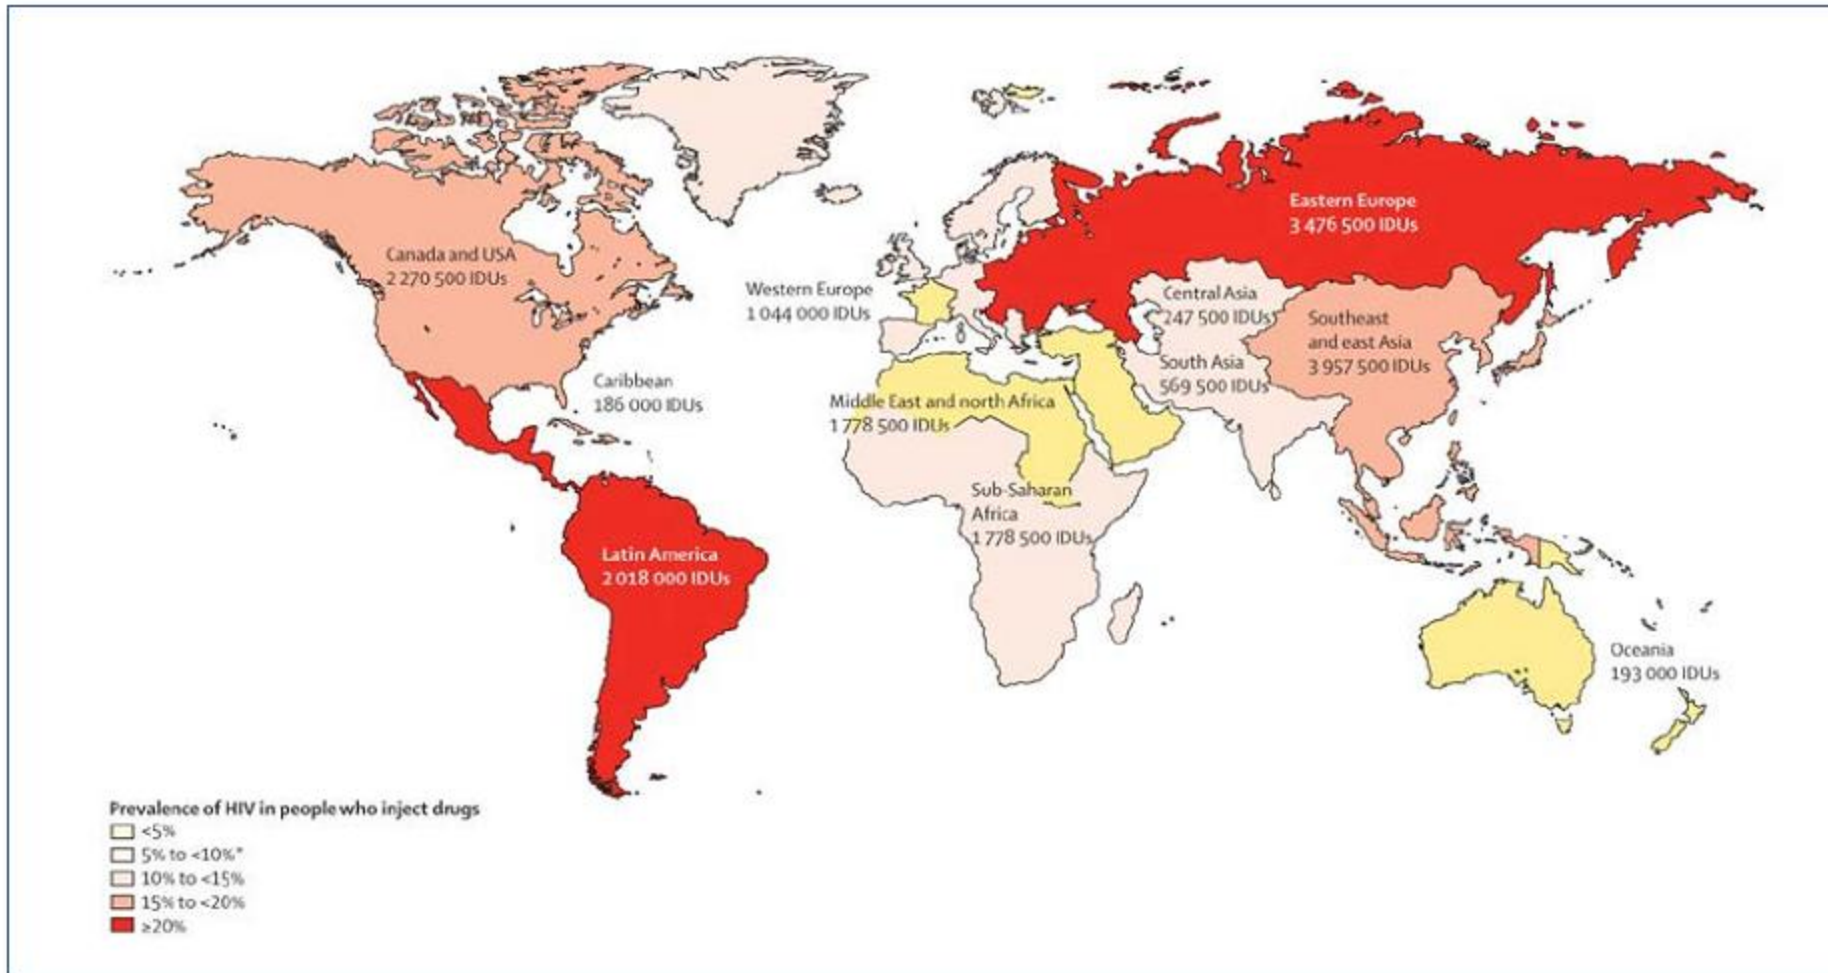 Canada and USA
2 270 500 IDUs
Caribbean
186 000 IDUs
Latin America
2 018 000 IDUs
Western Europe
1 044 000 IDUs
Middle East and north Africa
1 778 500 IDUs
Sub-Saharan
Africa
1 778 500 IDUs
Eastern Europe
3 476 500 IDUs
Central Asia
247 500 IDUs
South Asia
569 500 IDUs
Southeast
and east Asia
3 957 500 IDUs
Oceania
193 000 IDUs
Prevalence of HIV in people who inject drugs
<5%
5% to <10%*
10% to <15%
15% to <20%
≥20%